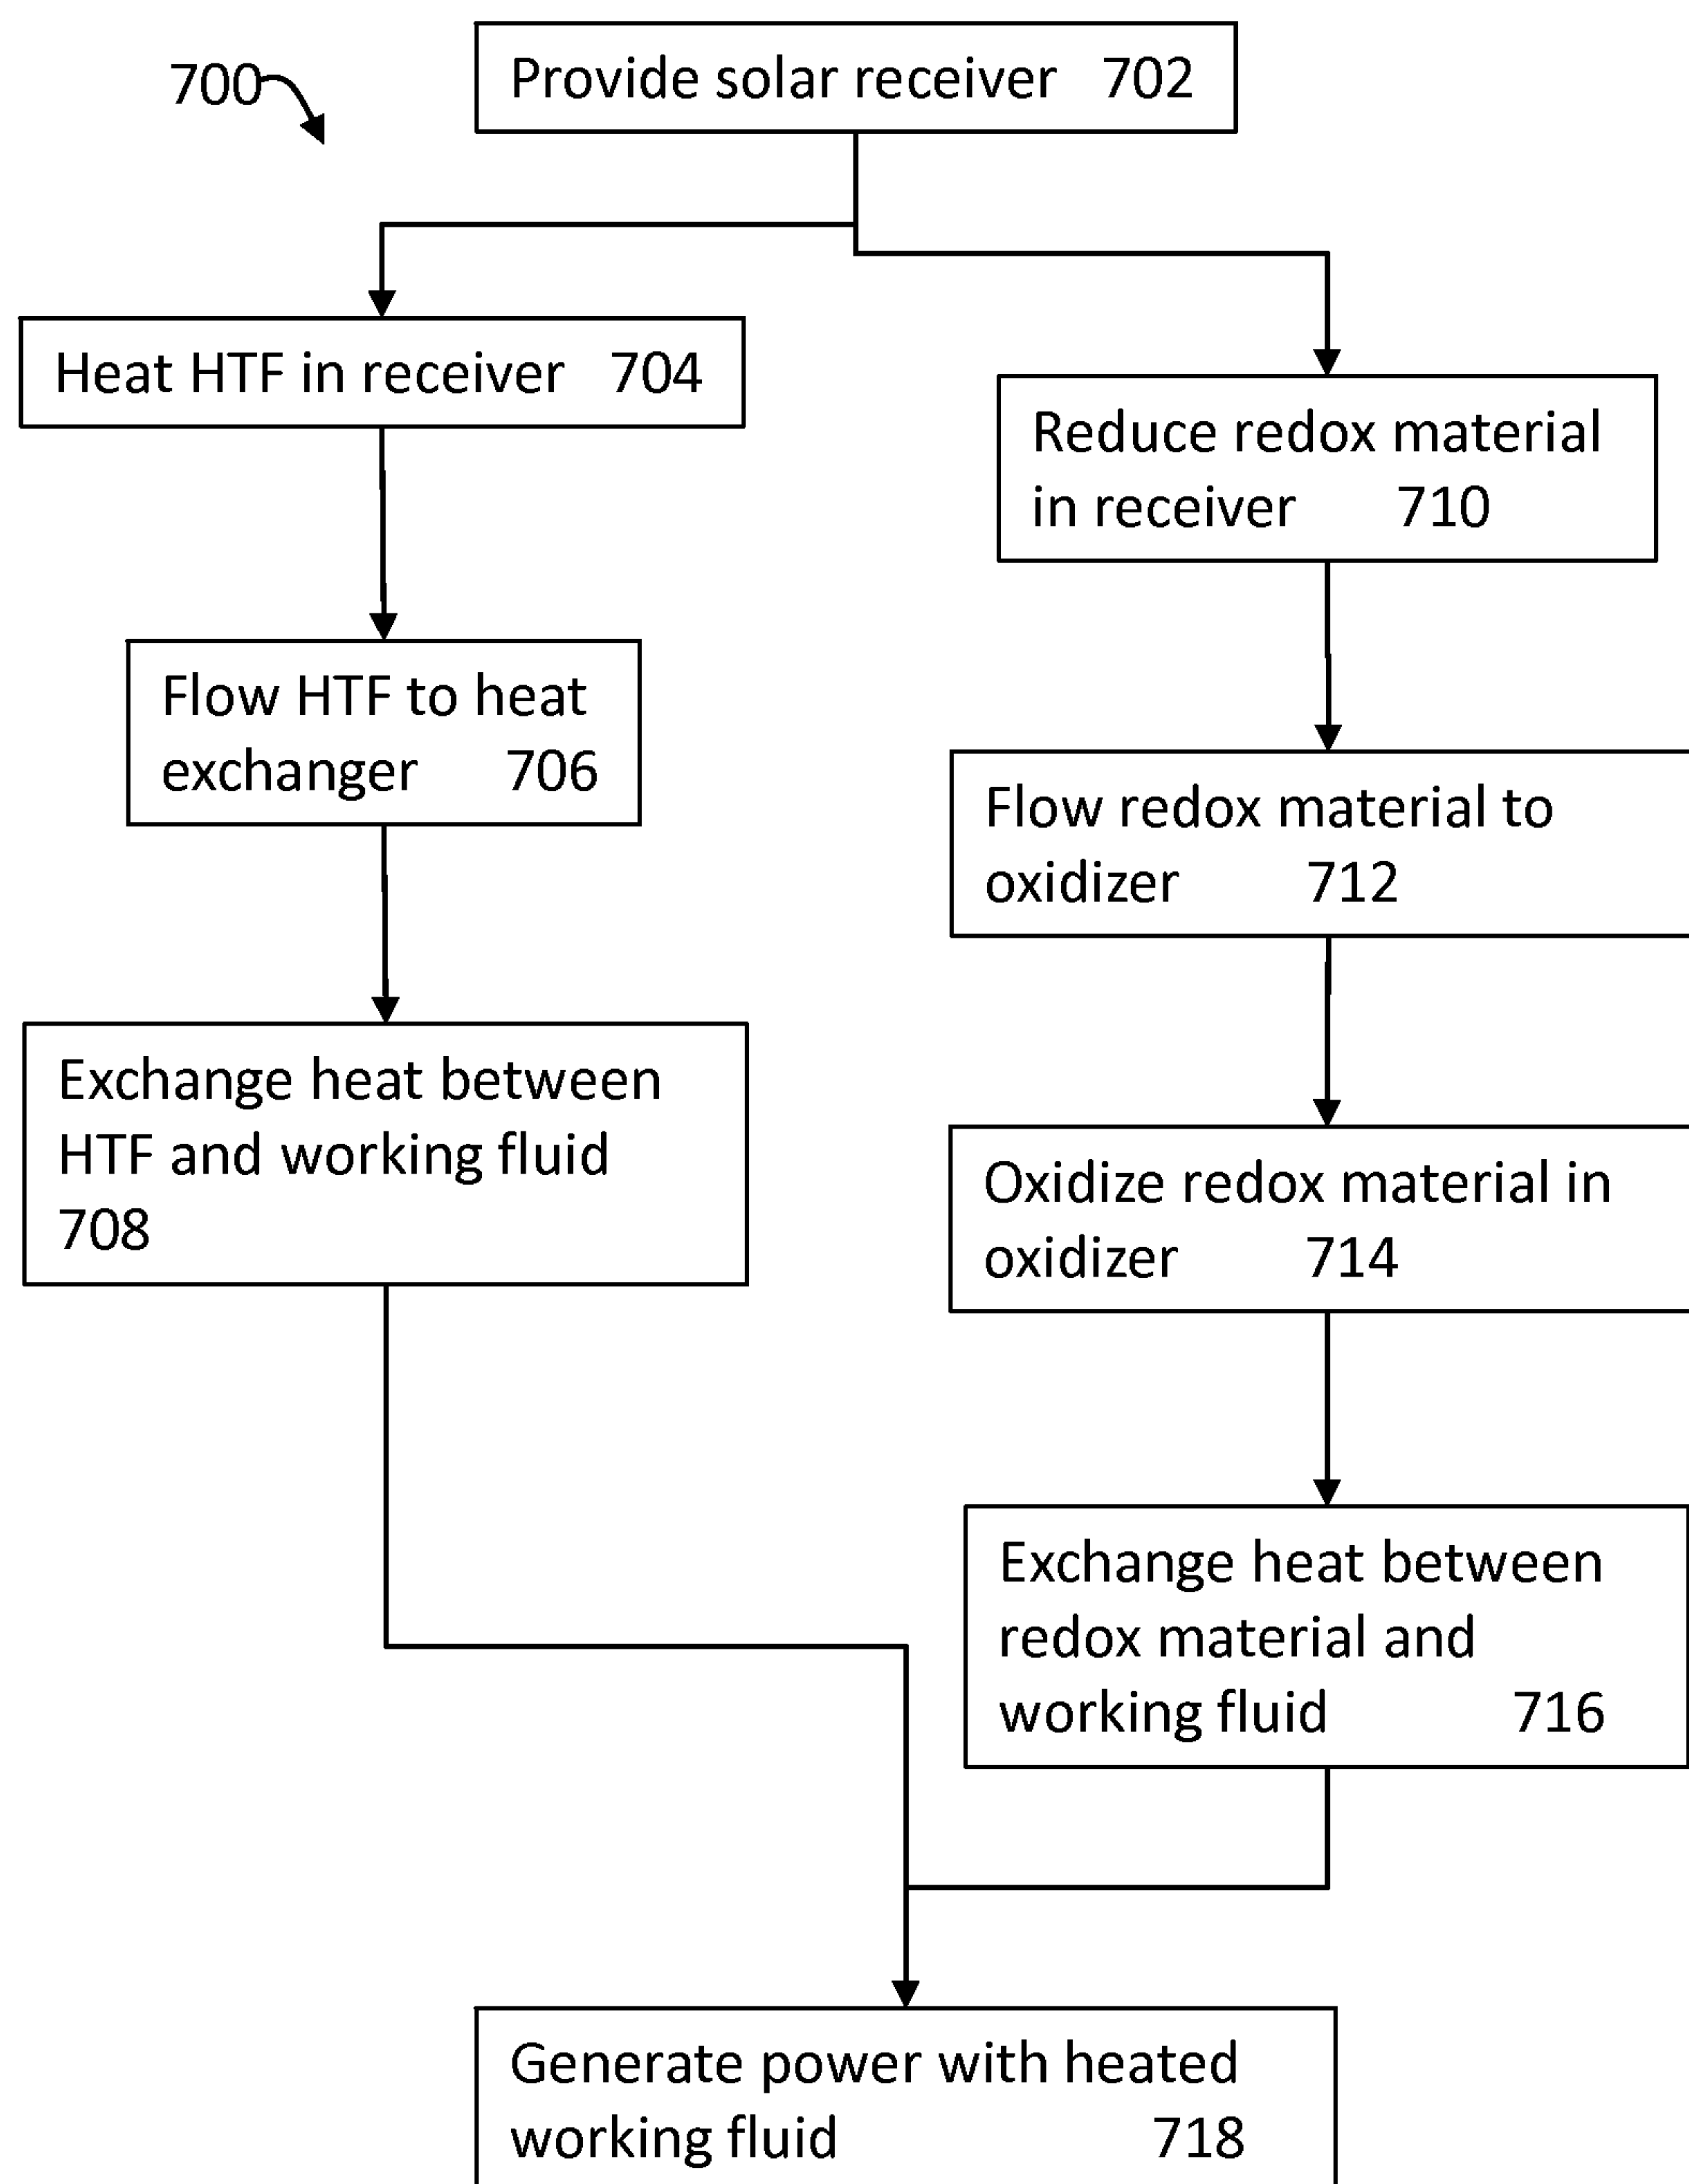 700
Provide solar receiver 702
Heat HTF in receiver 704
Flow HTF to heat
exchanger 706
Exchange heat between
HTF and working fluid
708
Reduce redox material
in receiver 710
Flow redox material to
oxidizer 712
Oxidize redox material in
oxidizer 714
Exchange heat between
redox material and
working fluid 716
Generate power with heated
working fluid 718